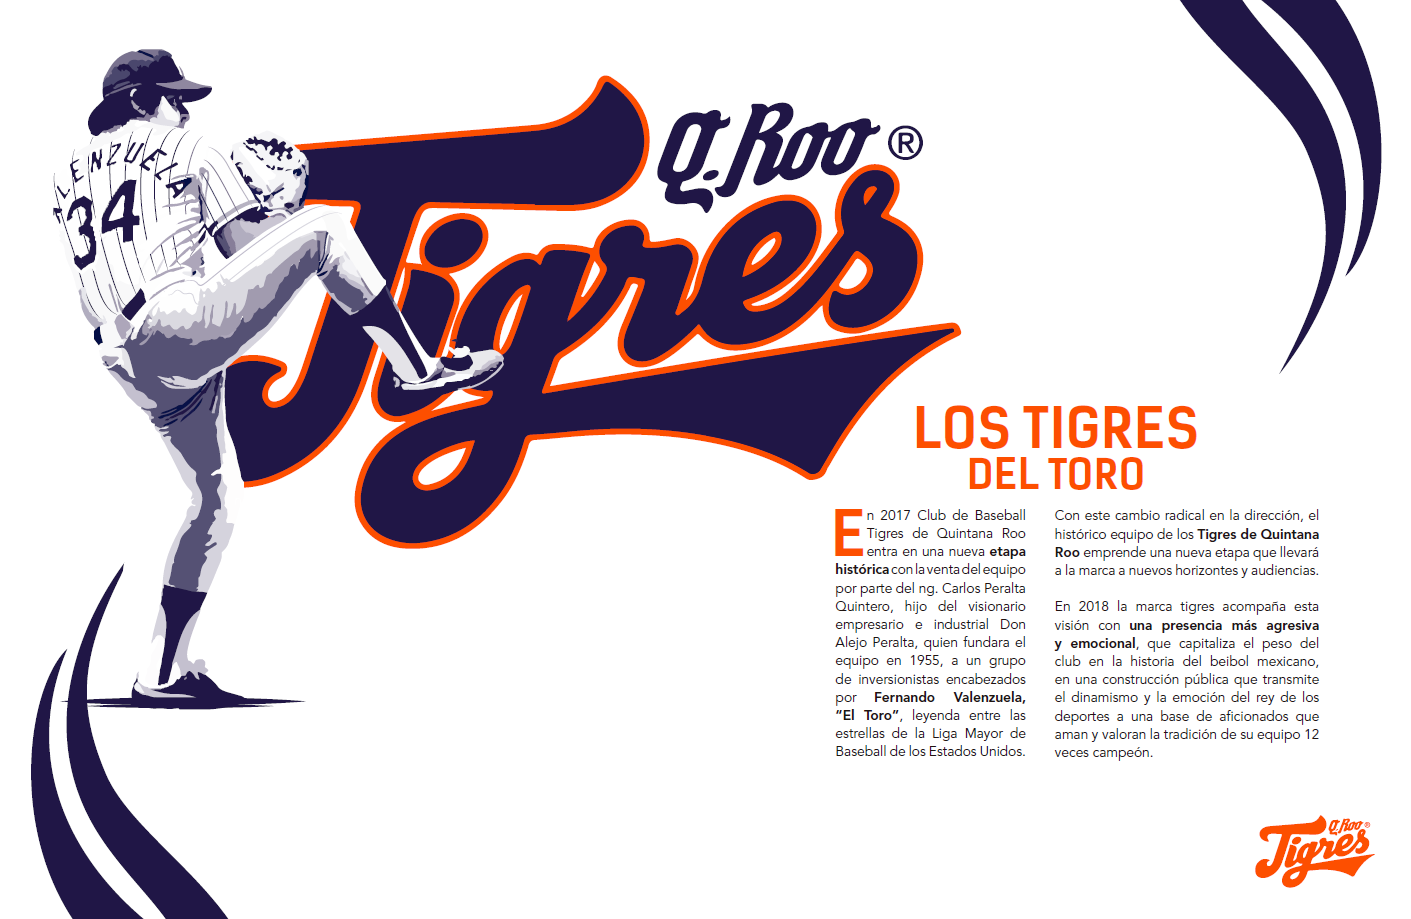 LENZUELA
34
Q.Roo ®
Tigres
LOS TIGRES
DEL TORO
En 2017 Club de Baseball
Tigres de Quintana Roo
entra en una nueva etapa
histórica con la venta del equipo
por parte del ng. Carlos Peralta
Quintero, hijo del visionario
empresario e industrial Don
Alejo Peralta, quien fundara el
equipo en 1955, a un grupo
de inversionistas encabezados
por Fernando Valenzuela,
“El Toro”, leyenda entre las
estrellas de la Liga Mayor de
Baseball de los Estados Unidos.
Con este cambio radical en la dirección, el
histórico equipo de los Tigres de Quintana
Roo emprende una nueva etapa que llevará
a la marca a nuevos horizontes y audiencias.
En 2018 la marca tigres acompaña esta
visión con una presencia más agresiva
y emocional, que capitaliza el peso del
club en la historia del beibol mexicano,
en una construcción pública que transmite
el dinamismo y la emoción del rey de los
deportes a una base de aficionados que
aman y valoran la tradición de su equipo 12
veces campeón.
Q.Roo ®
Tigres